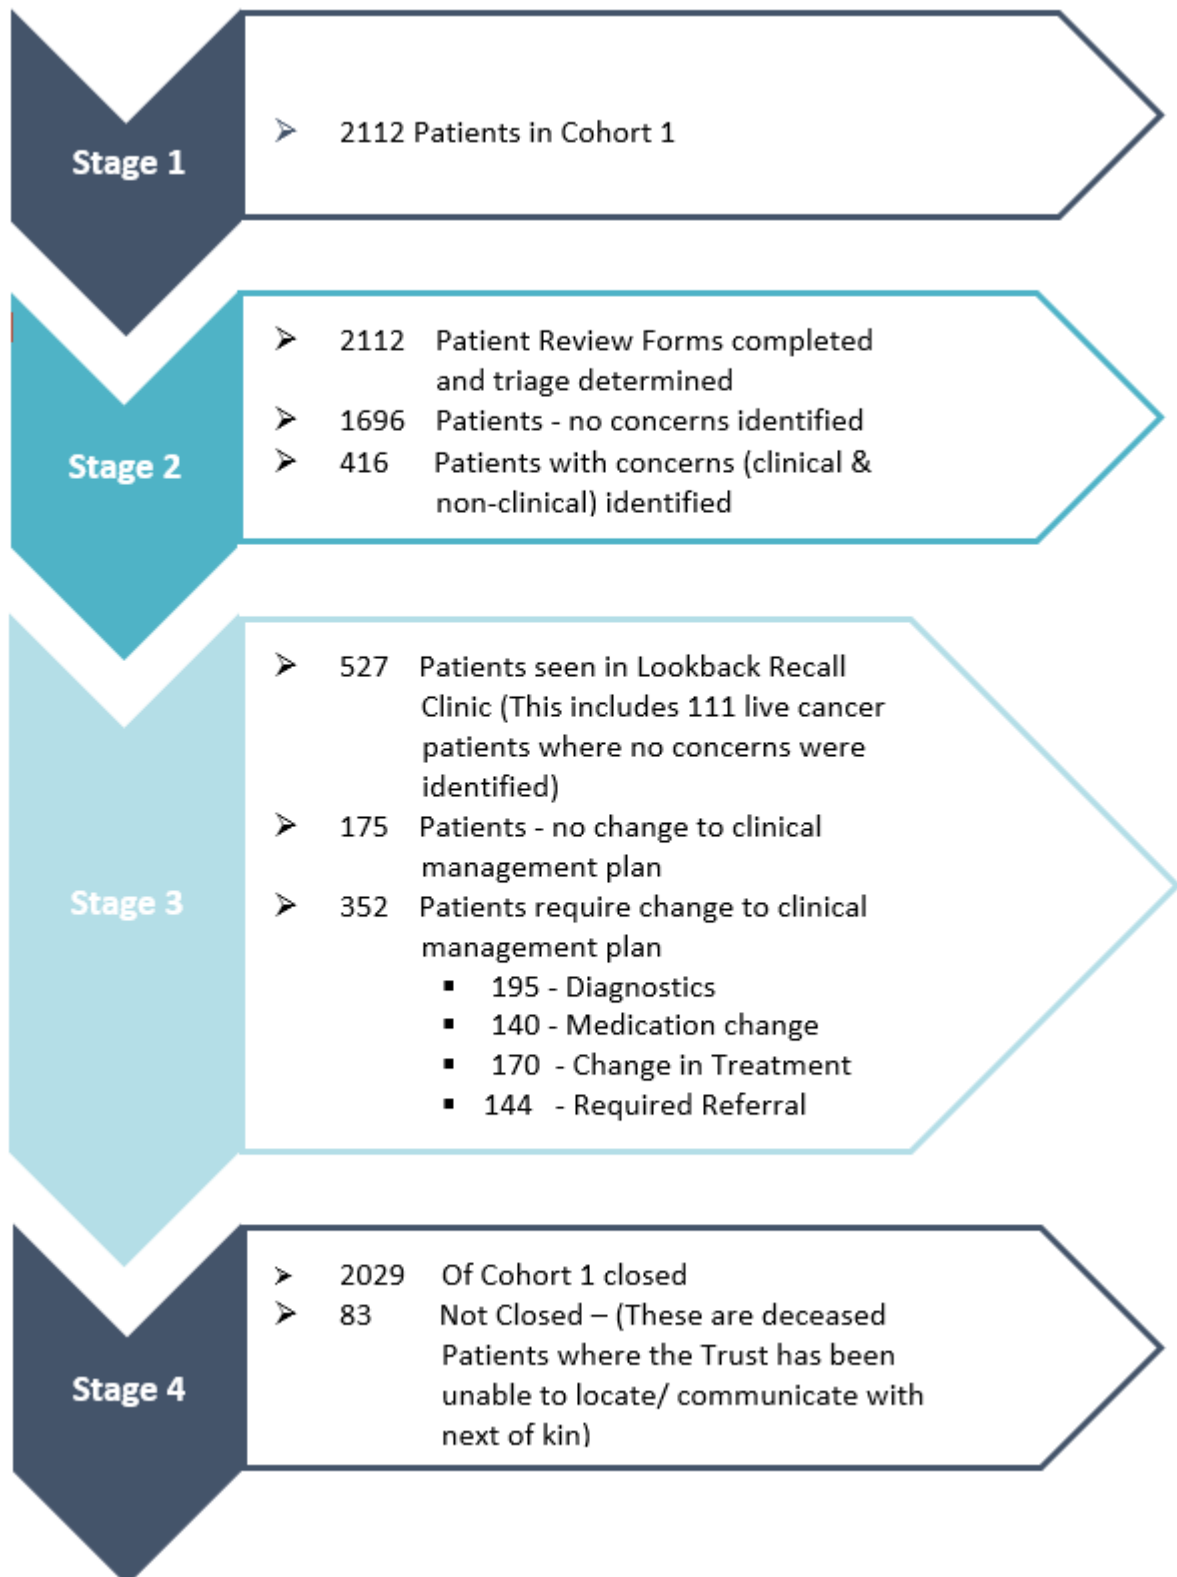 Stage 1
➢ 2112 Patients in Cohort 1
Stage 2
➢ 2112 Patient Review Forms completed
and triage determined
➢ 1696 Patients - no concerns identified
➢ 416 Patients with concerns (clinical &
non-clinical) identified
Stage 3
➢ 527 Patients seen in Lookback Recall
Clinic (This includes 111 live cancer
patients where no concerns were
identified)
➢ 175 Patients - no change to clinical
management plan
➢ 352 Patients require change to clinical
management plan
▪ 195 - Diagnostics
▪ 140 - Medication change
▪ 170 - Change in Treatment
▪ 144 - Required Referral
Stage 4
➢ 2029 Of Cohort 1 closed
➢ 83 Not Closed – (These are deceased
Patients where the Trust has been
unable to locate/ communicate with
next of kin)